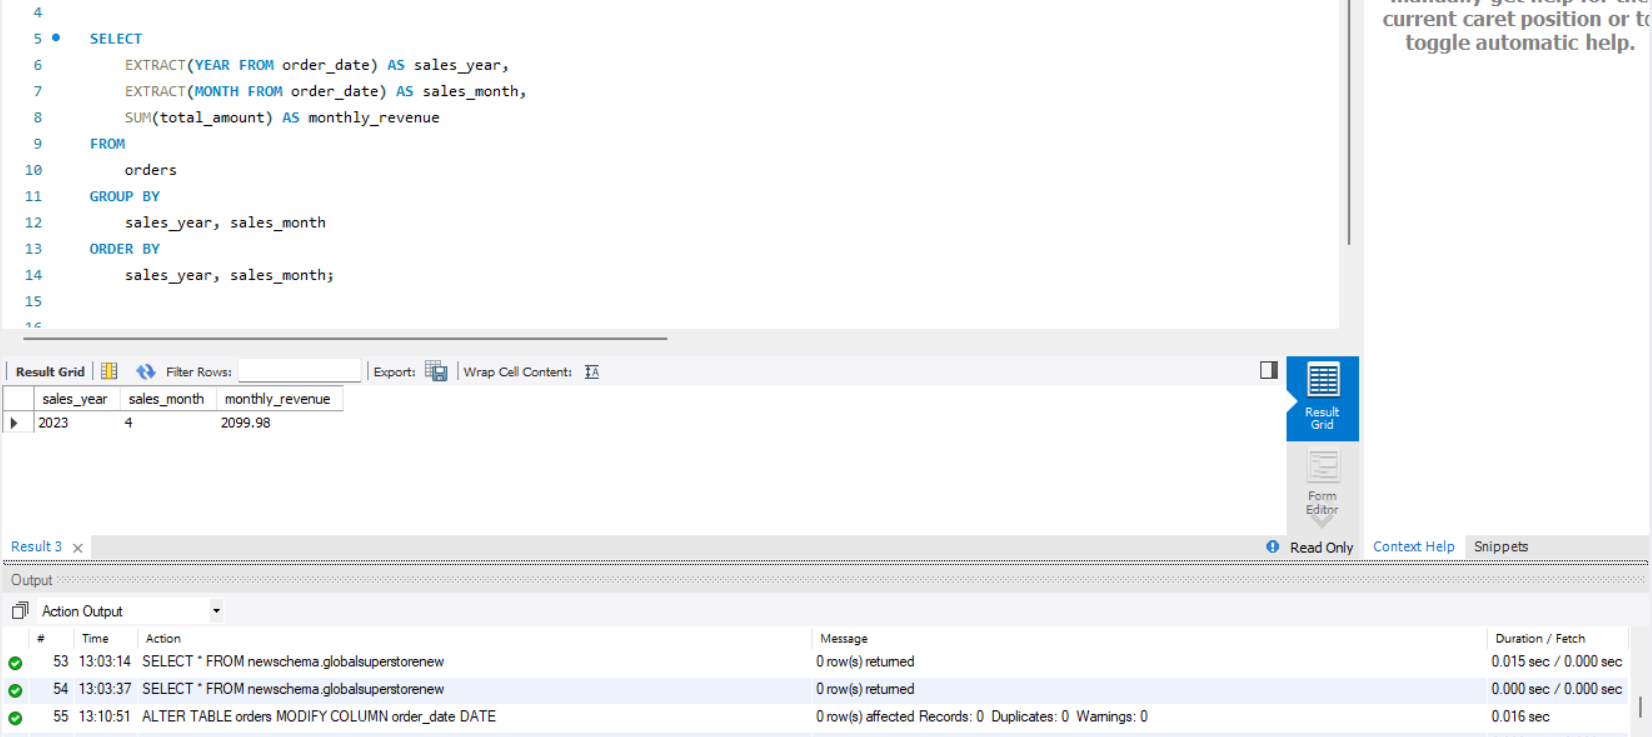 4
manually get help for the
current caret position or to
toggle automatic help.
5 SELECT
6 EXTRACT(YEAR FROM order_date) AS sales_year,
7 EXTRACT(MONTH FROM order_date) AS sales_month,
8 SUM(total_amount) AS monthly_revenue
9 FROM
10 orders
11 GROUP BY
12 sales_year, sales_month
13 ORDER BY
14 sales_year, sales_month;
15
16
Result Grid Filter Rows: Export: Wrap Cell Content:
sales_year sales_month monthly_revenue
2023 4 2099.98
Result
Grid
Form
Editor
Result 3 Read Only Context Help Snippets
Output
Action Output
# Time Action Message Duration / Fetch
53 13:03:14 SELECT * FROM newschema.globalsuperstorenew 0 row(s) returned 0.015 sec / 0.000 sec
54 13:03:37 SELECT * FROM newschema.globalsuperstorenew 0 row(s) returned 0.000 sec / 0.000 sec
55 13:10:51 ALTER TABLE orders MODIFY COLUMN order_date DATE 0 row(s) affected Records: 0 Duplicates: 0 Warnings: 0 0.016 sec